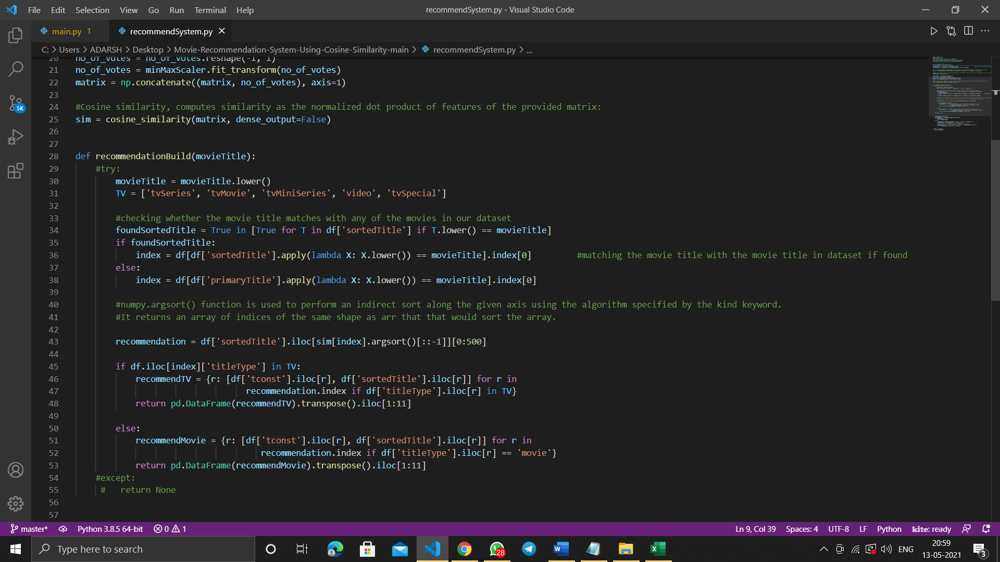 File Edit Selection View Go Run Terminal Help
recommendSystem.py - Visual Studio Code
main.py 1
recommendSystem.py
C: > Users > ADARSH > Desktop > Movie-Recommendation-System-Using-Cosine-Similarity-main > recommendSystem.py > ...
20 no_of_votes = no_of_votes.reshape(-1, 1)
21 no_of_votes = minMaxScaler.fit_transform(no_of_votes)
22 matrix = np.concatenate((matrix, no_of_votes), axis=1)
23
24 #Cosine similarity, computes similarity as the normalized dot product of features of the provided matrix:
25 sim = cosine_similarity(matrix, dense_output=False)
26
27
28 def recommendationBuild(movieTitle):
29 #try:
30 movieTitle = movieTitle.lower()
31 TV = ['tvSeries', 'tvMovie', 'tvMiniSeries', 'video', 'tvSpecial']
32
33 #checking whether the movie title matches with any of the movies in our dataset
34 foundSortedTitle = True in [True for T in df['sortedTitle'] if T.lower() == movieTitle]
35 if foundSortedTitle:
36 index = df[df['sortedTitle'].apply(lambda X: X.lower()) == movieTitle].index[0] #matching the movie title with the movie title in dataset if found
37 else:
38 index = df[df['primaryTitle'].apply(lambda X: X.lower()) == movieTitle].index[0]
39
40 #numpy.argsort() function is used to perform an indirect sort along the given axis using the algorithm specified by the kind keyword.
41 #It returns an array of indices of the same shape as arr that that would sort the array.
42
43 recommendation = df['sortedTitle'].iloc[sim[index].argsort()[::-1]][0:500]
44
45 if df.iloc[index]['titleType'] in TV:
46 recommendTV = {r: [df['tconst'].iloc[r], df['sortedTitle'].iloc[r]] for r in
47 recommendation.index if df['titleType'].iloc[r] in TV}
48 return pd.DataFrame(recommendTV).transpose().iloc[1:11]
49
50 else:
51 recommendMovie = {r: [df['tconst'].iloc[r], df['sortedTitle'].iloc[r]] for r in
52 recommendation.index if df['titleType'].iloc[r] == 'movie'}
53 return pd.DataFrame(recommendMovie).transpose().iloc[1:11]
54 #except:
55 # return None
56
57
5K
master* Python 3.8.5 64-bit 0 1
Ln 9, Col 39 Spaces: 4 UTF-8 LF Python kite: ready
Type here to search
28
ENG
20:59
13-05-2021
3